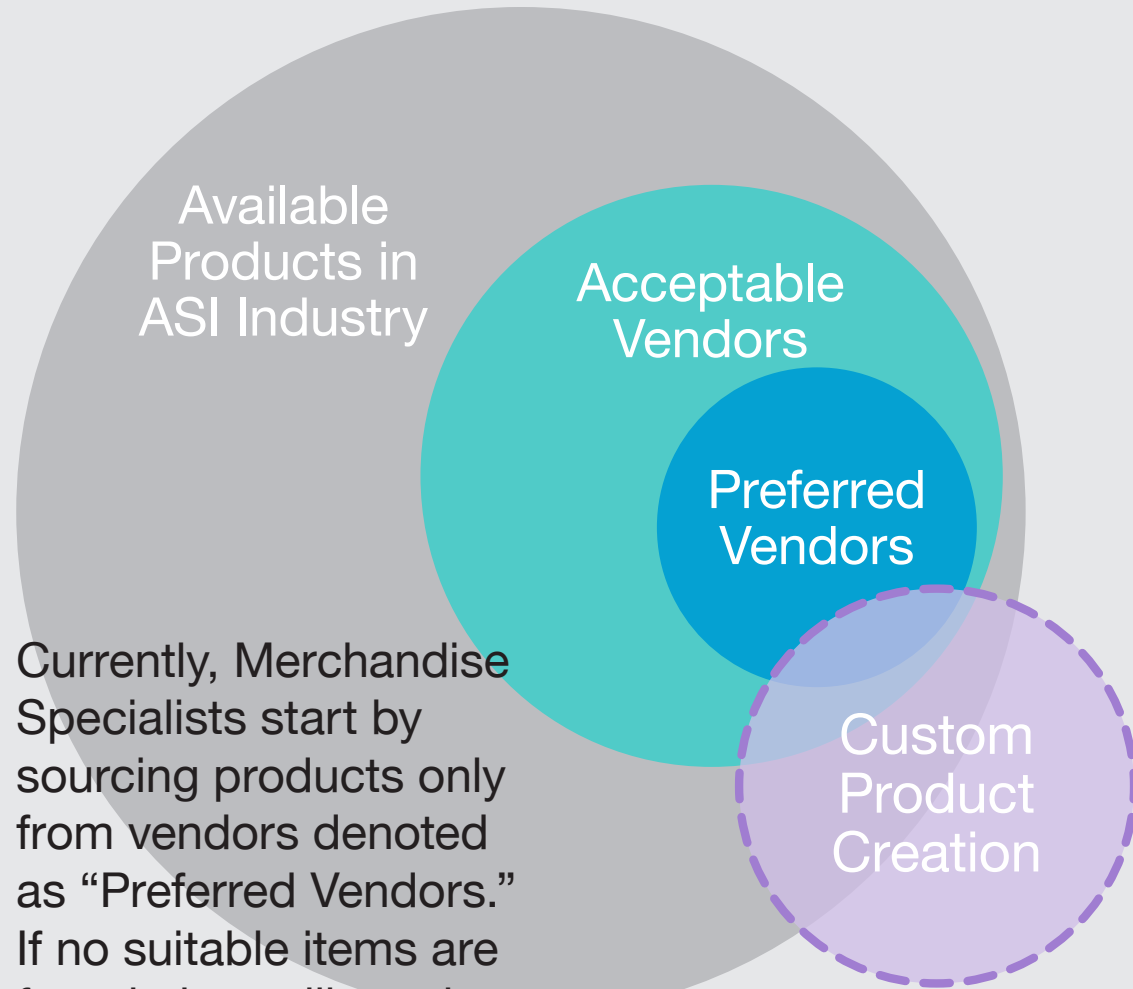 Available
Products in
ASI Industry
Acceptable
Vendors
Preferred
Vendors
Custom
Product
Creation
Currently, Merchandise
Specialists start by
sourcing products only
from vendors denoted
as “Preferred Vendors.”
If no suitable items are